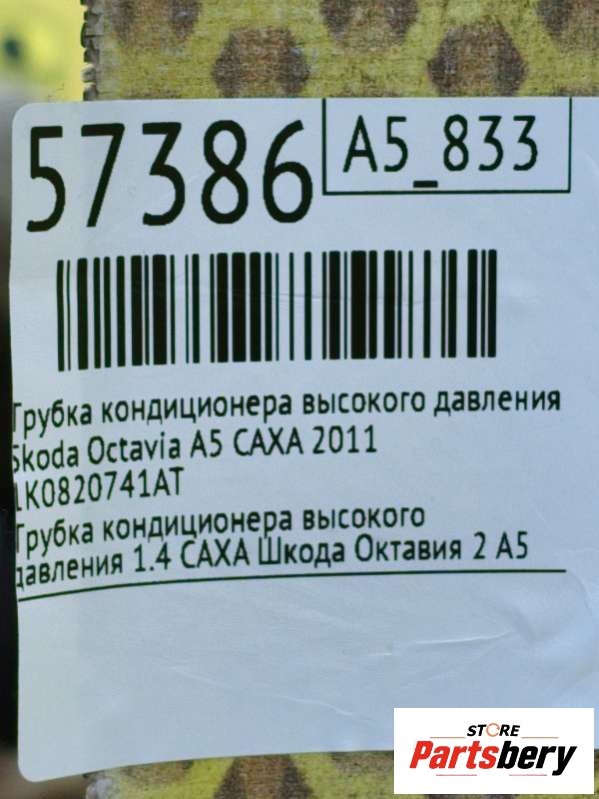 57386
A5_833
Трубка кондиционера высокого давления
Skoda Octavia A5 CAXA 2011
1K0820741AT
Трубка кондиционера высокого
давления 1.4 CAXA Шкода Октавия 2 А5
STORE
Partsbery